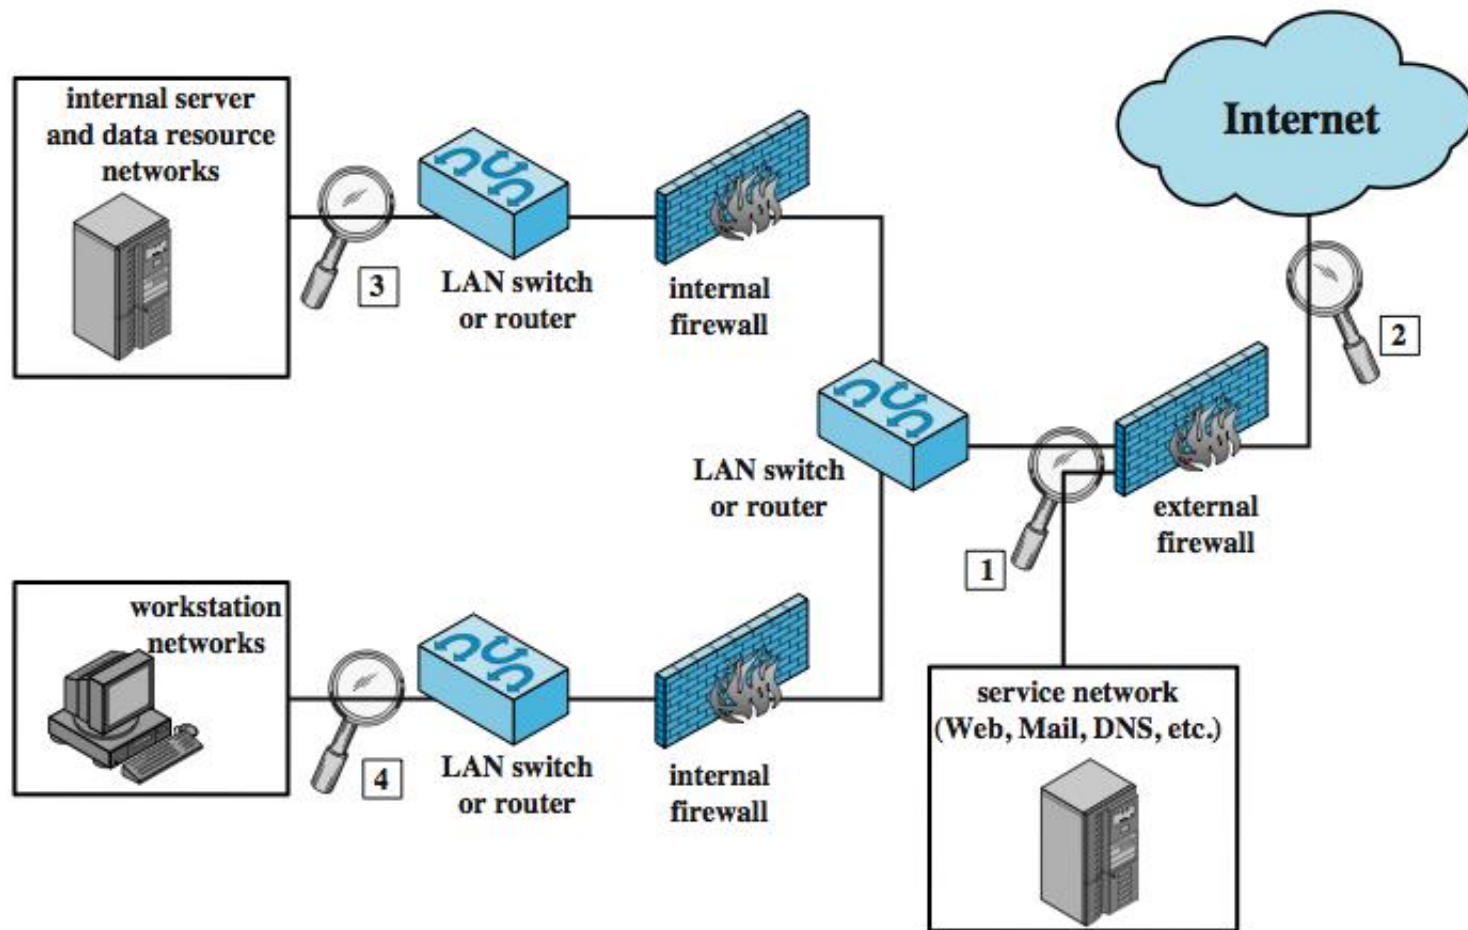 internal server
and data resource
networks
3
LAN switch
or router
internal
firewall
Internet
2
LAN switch
or router
1
external
firewall
workstation
networks
4
LAN switch
or router
internal
firewall
service network
(Web, Mail, DNS, etc.)